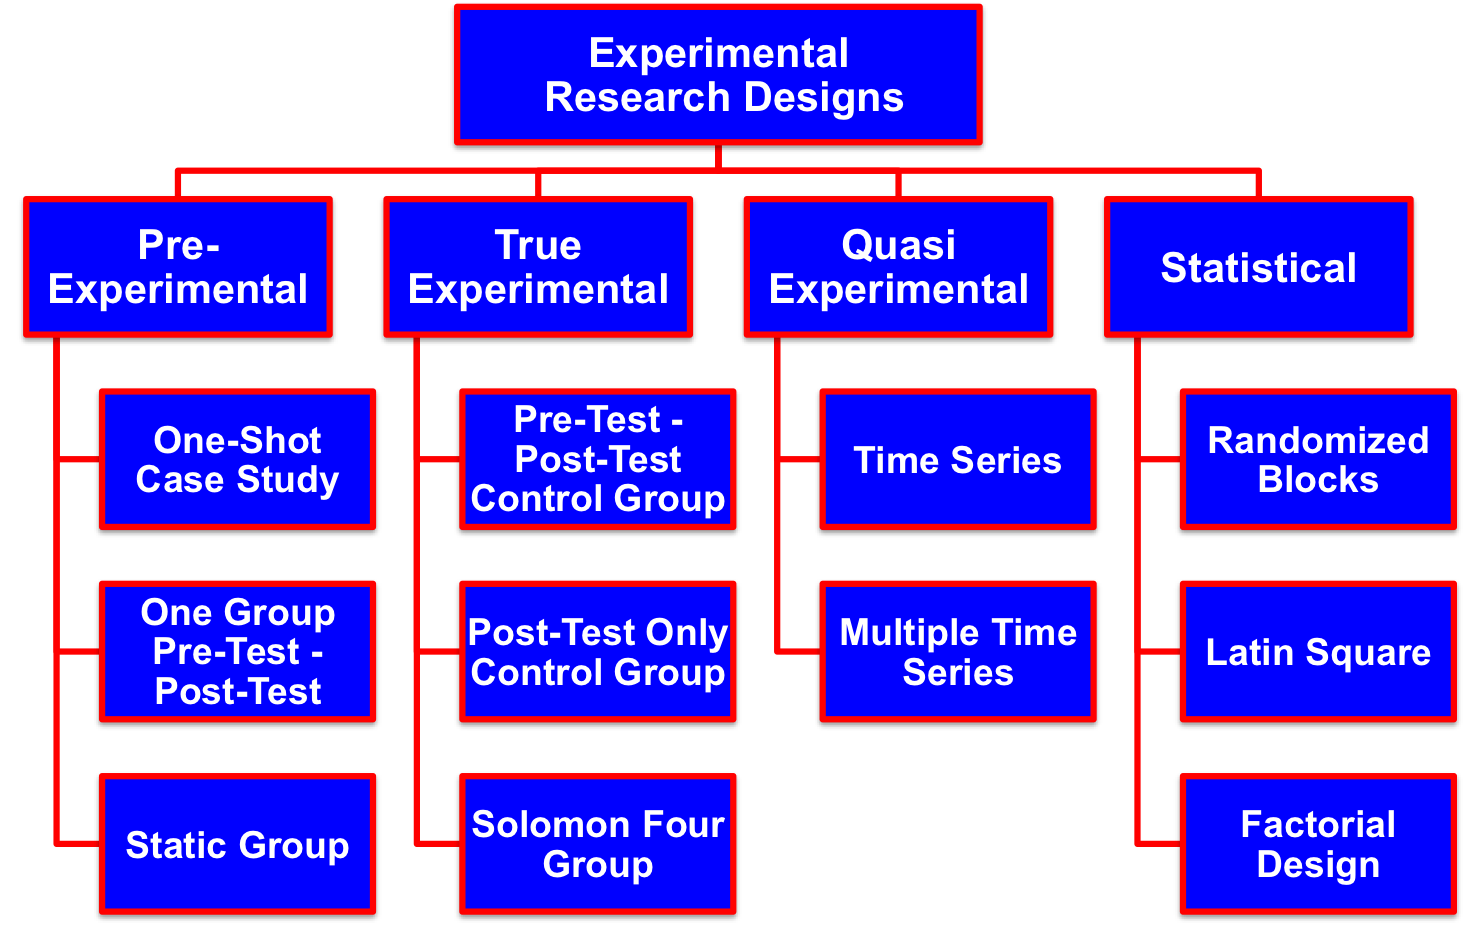 Experimental
Research Designs
Pre-
Experimental
True
Experimental
Quasi
Experimental
Statistical
One-Shot
Case Study
Pre-Test -
Post-Test
Control Group
Time Series
Randomized
Blocks
One Group
Pre-Test -
Post-Test
Post-Test Only
Control Group
Multiple Time
Series
Latin Square
Static Group
Solomon Four
Group
Factorial
Design